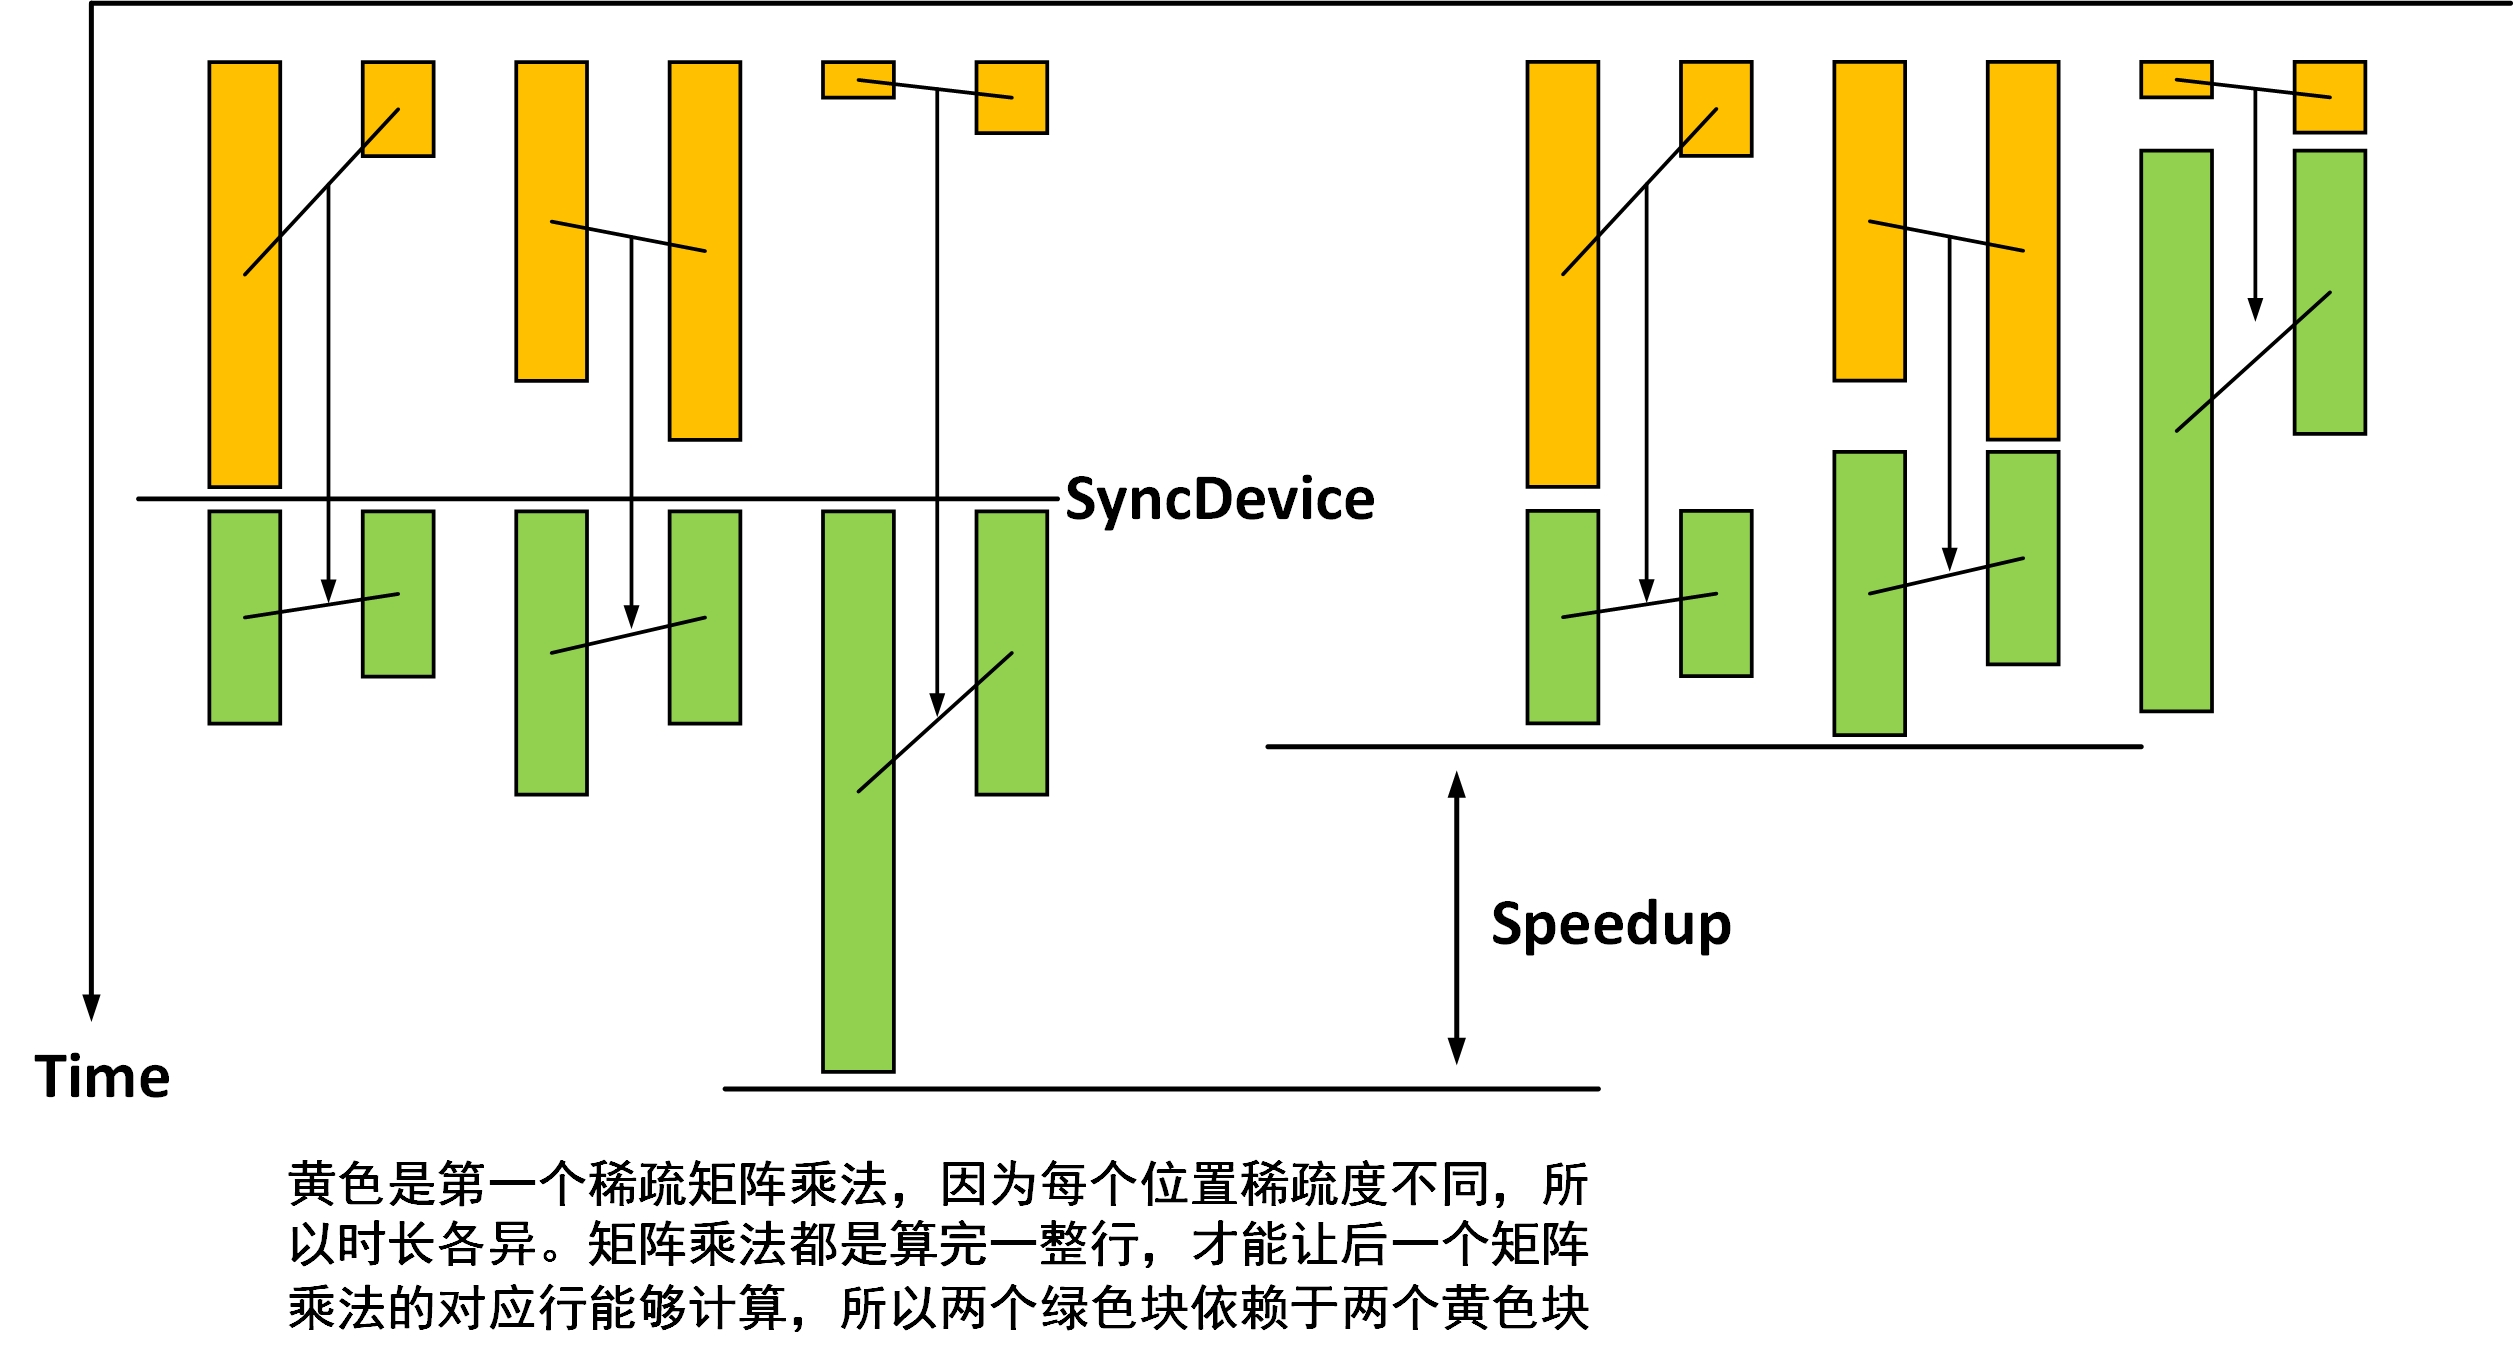 SyncDevice
Speedup
Time
黄色是第一个稀疏矩阵乘法，因为每个位置稀疏度不同，所
以时长各异。矩阵乘法都是算完一整行，才能让后一个矩阵
乘法的对应行能够计算，所以两个绿色块依赖于两个黄色块